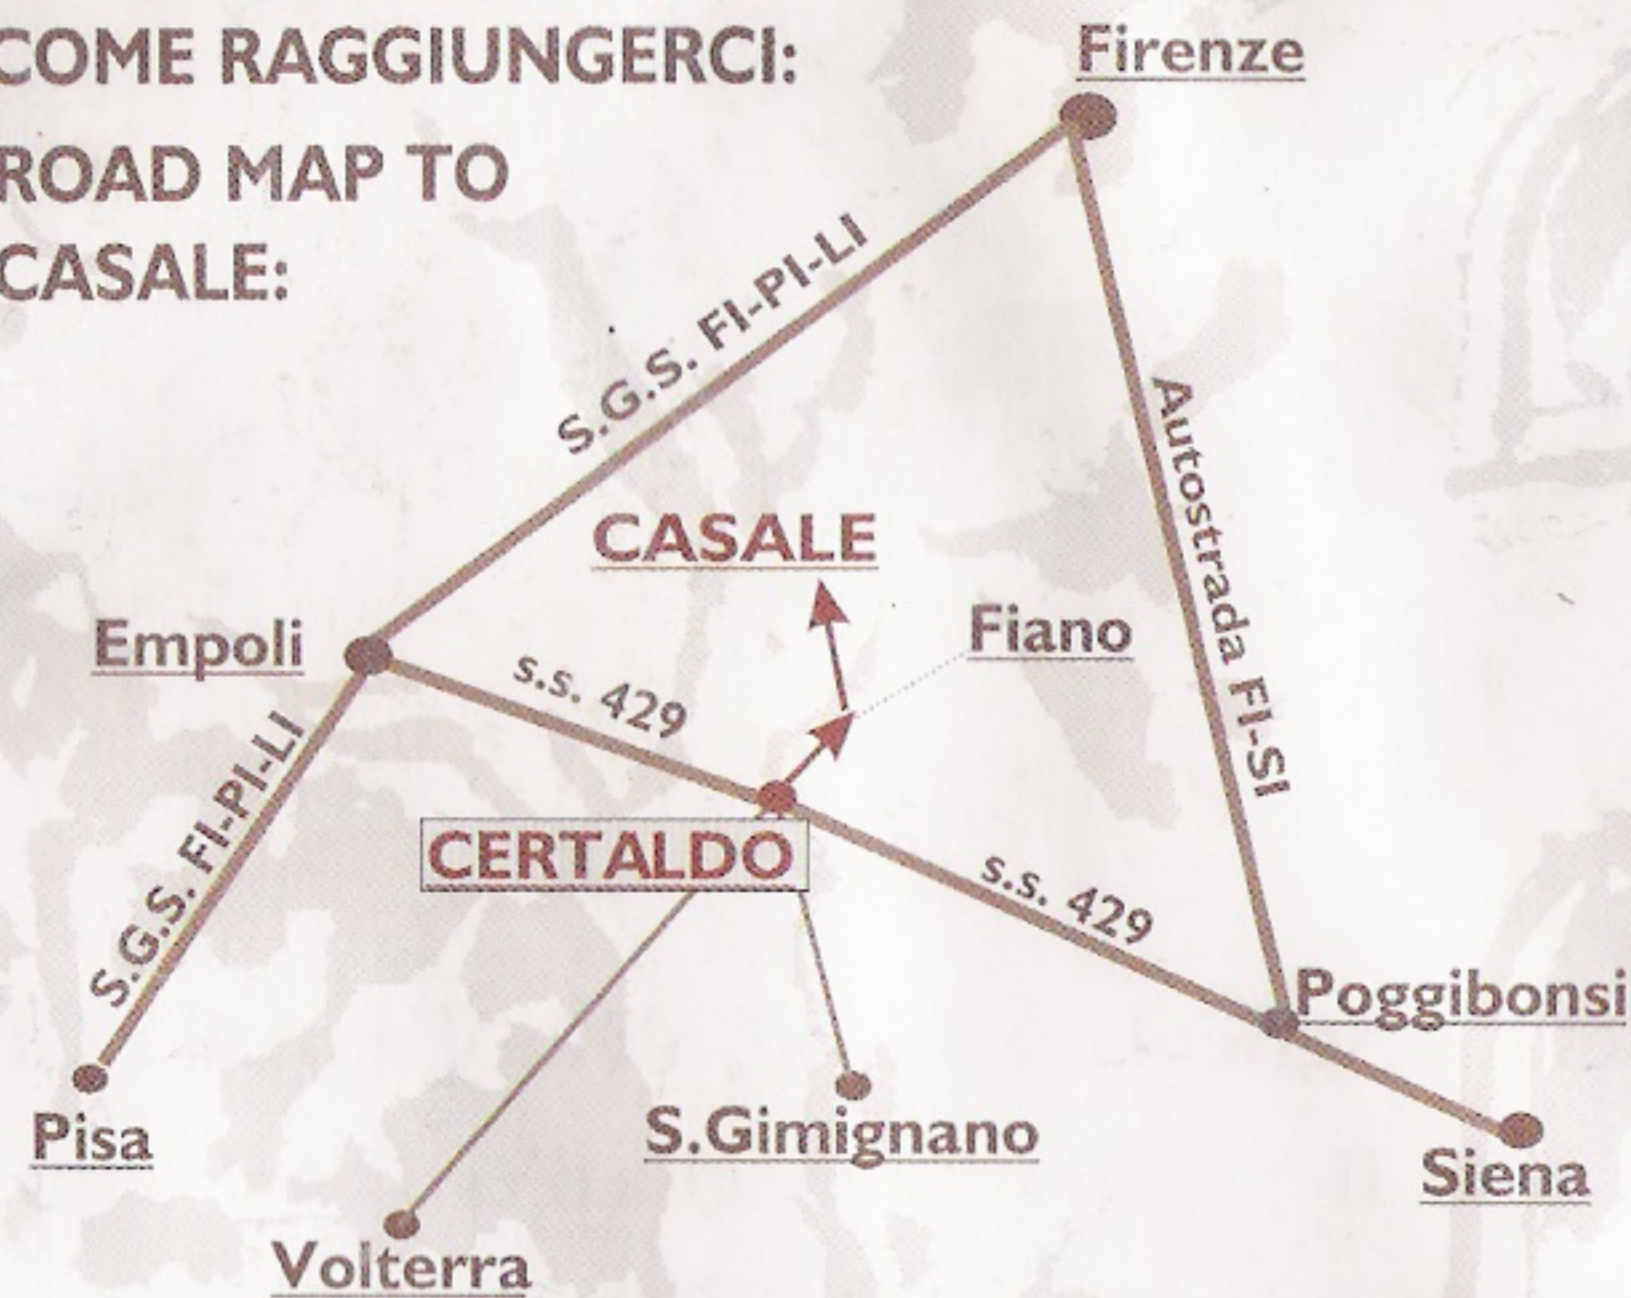 COME RAGGIUNGERCI:
ROAD MAP TO
CASALE:
Firenze
S.G.S. FI-PI-LI
Autostrada FI-SI
CASALE
Empoli
Fiano
s.s. 429
S.G.S. FI-PI-LI
CERTALDO
s.s. 429
Poggibonsi
Pisa
S.Gimignano
Siena
Volterra